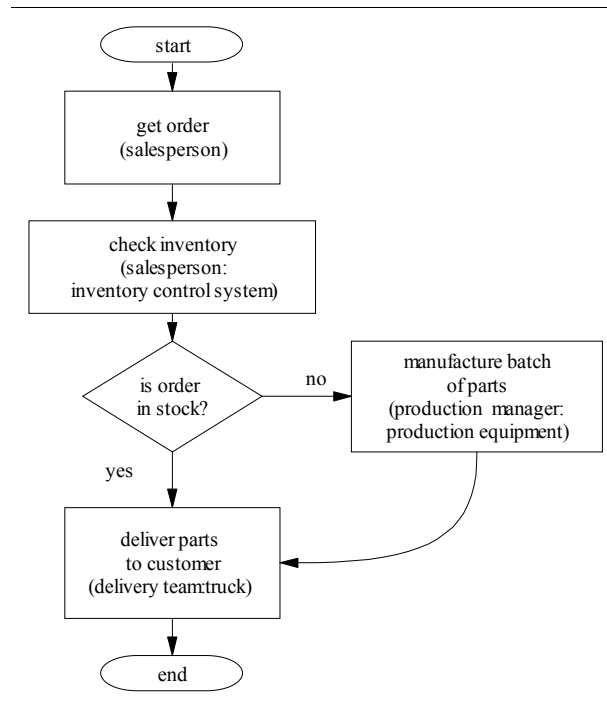 start
get order
(salesperson)
check inventory
(salesperson:
inventory control system)
is order
in stock?
no
manufacture batch
of parts
(production manager:
production equipment)
yes
deliver parts
to customer
(delivery team:truck)
end